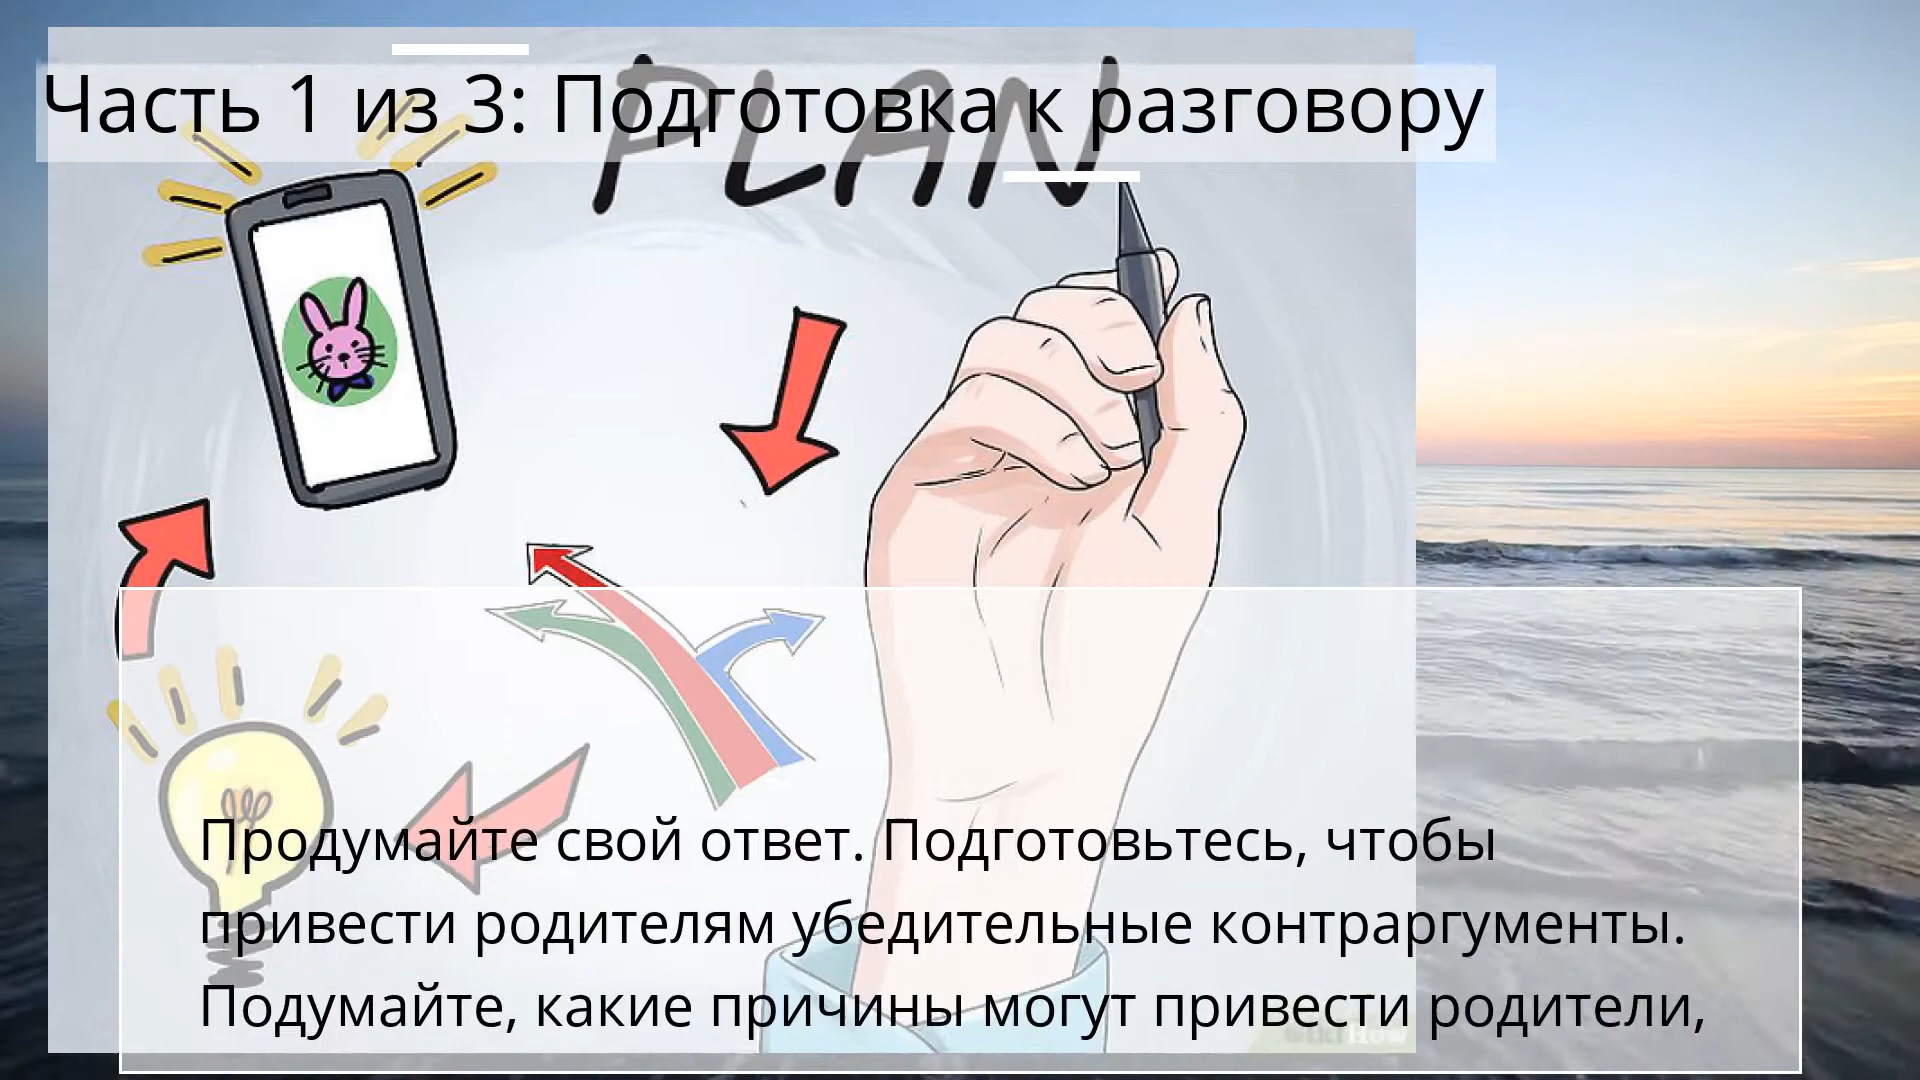 Часть 1 из 3: Подготовка к разговору
PLAN
Продумайте свой ответ. Подготовьтесь, чтобы
привести родителям убедительные контраргументы.
Подумайте, какие причины могут привести родители,
wikiHow